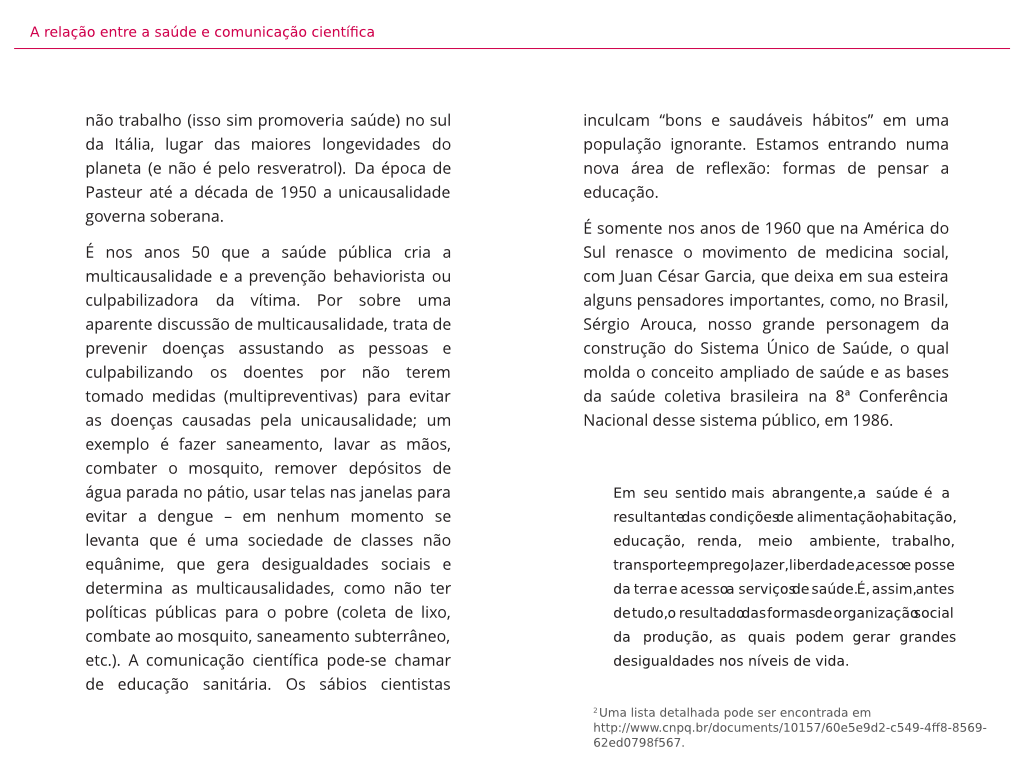 A relação entre a saúde e comunicação científica
não trabalho (isso sim promoveria saúde) no sul
da Itália, lugar das maiores longevidades do
planeta (e não é pelo resveratrol). Da época de
Pasteur até a década de 1950 a unicausalidade
governa soberana.
É nos anos 50 que a saúde pública cria a
multicausalidade e a prevenção behaviorista ou
culpabilizadora da vítima. Por sobre uma
aparente discussão de multicausalidade, trata de
prevenir doenças assustando as pessoas e
culpabilizando os doentes por não terem
tomado medidas (multipreventivas) para evitar
as doenças causadas pela unicausalidade; um
exemplo é fazer saneamento, lavar as mãos,
combater o mosquito, remover depósitos de
água parada no pátio, usar telas nas janelas para
evitar a dengue – em nenhum momento se
levanta que é uma sociedade de classes não
equânime, que gera desigualdades sociais e
determina as multicausalidades, como não ter
políticas públicas para o pobre (coleta de lixo,
combate ao mosquito, saneamento subterrâneo,
etc.). A comunicação científica pode-se chamar
de educação sanitária. Os sábios cientistas
inculcam “bons e saudáveis hábitos” em uma
população ignorante. Estamos entrando numa
nova área de reflexão: formas de pensar a
educação.
É somente nos anos de 1960 que na América do
Sul renasce o movimento de medicina social,
com Juan César Garcia, que deixa em sua esteira
alguns pensadores importantes, como, no Brasil,
Sérgio Arouca, nosso grande personagem da
construção do Sistema Único de Saúde, o qual
molda o conceito ampliado de saúde e as bases
da saúde coletiva brasileira na 8ª Conferência
Nacional desse sistema público, em 1986.
Em seu sentido mais abrangente, a saúde é a
resultante das condições de alimentação, habitação,
educação, renda, meio ambiente, trabalho,
transporte, emprego, lazer, liberdade, acesso e posse
da terra e acesso a serviços de saúde. É, assim, antes
de tudo, o resultado das formas de organização social
da produção, as quais podem gerar grandes
desigualdades nos níveis de vida.
² Uma lista detalhada pode ser encontrada em
http://www.cnpq.br/documents/10157/60e5e9d2-c549-4ff8-8569-
62ed0798f567.